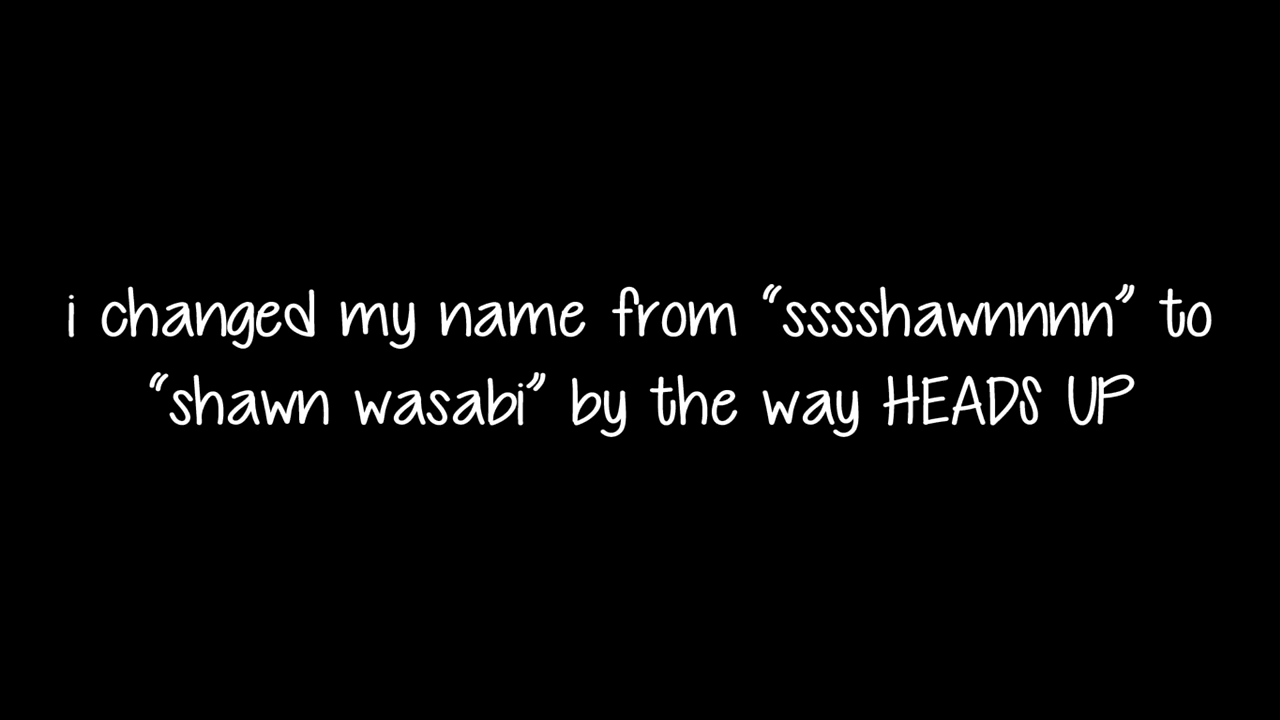 i changed my name from “sssshawnnnn” to
“shawn wasabi” by the way HEADS UP